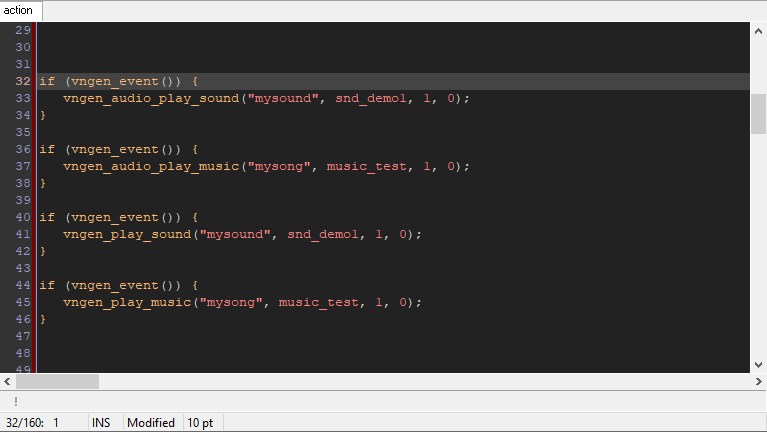 action
29
30
31
32 if (vngen_event()) {
33 vngen_audio_play_sound("mysound", snd_demo1, 1, 0);
34 }
35
36 if (vngen_event()) {
37 vngen_audio_play_music("mysong", music_test, 1, 0);
38 }
39
40 if (vngen_event()) {
41 vngen_play_sound("mysound", snd_demo1, 1, 0);
42 }
43
44 if (vngen_event()) {
45 vngen_play_music("mysong", music_test, 1, 0);
46 }
47
48
49
!
32/160: 1 INS Modified 10 pt